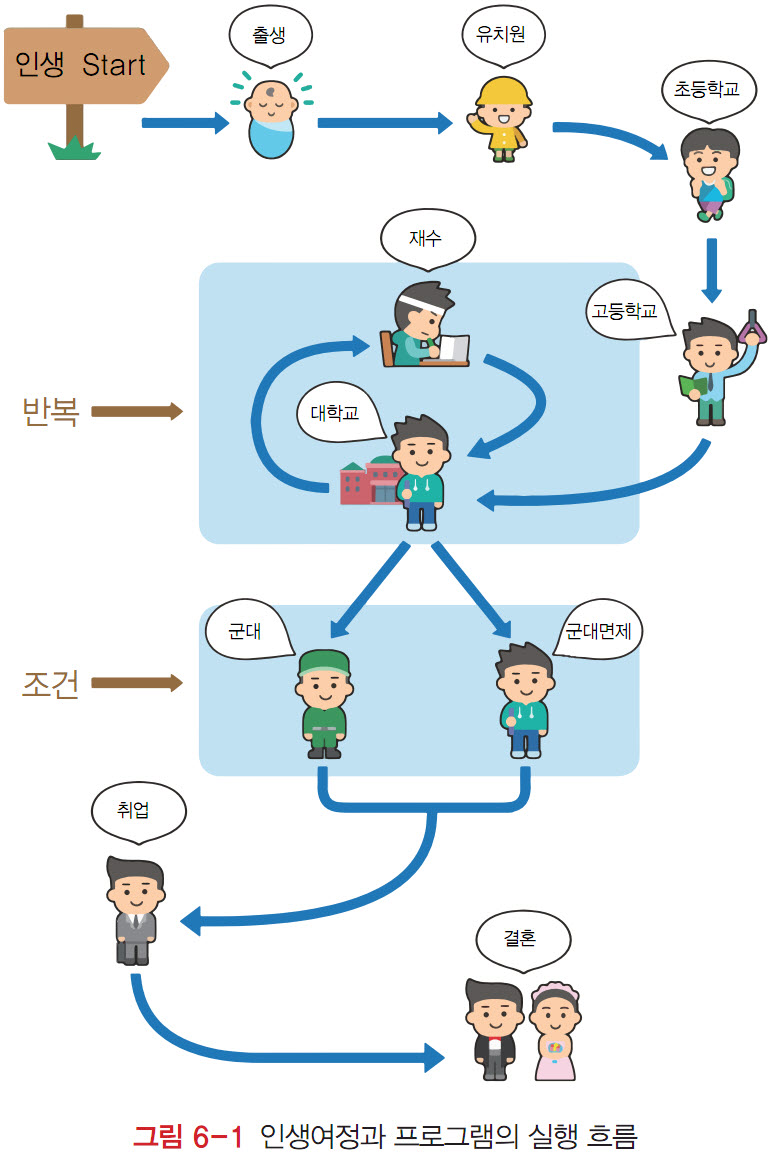 인생 Start
출생
유치원
초등학교
고등학교
재수
대학교
반복
군대
군대면제
조건
취업
결혼
그림 6-1 인생여정과 프로그램의 실행 흐름